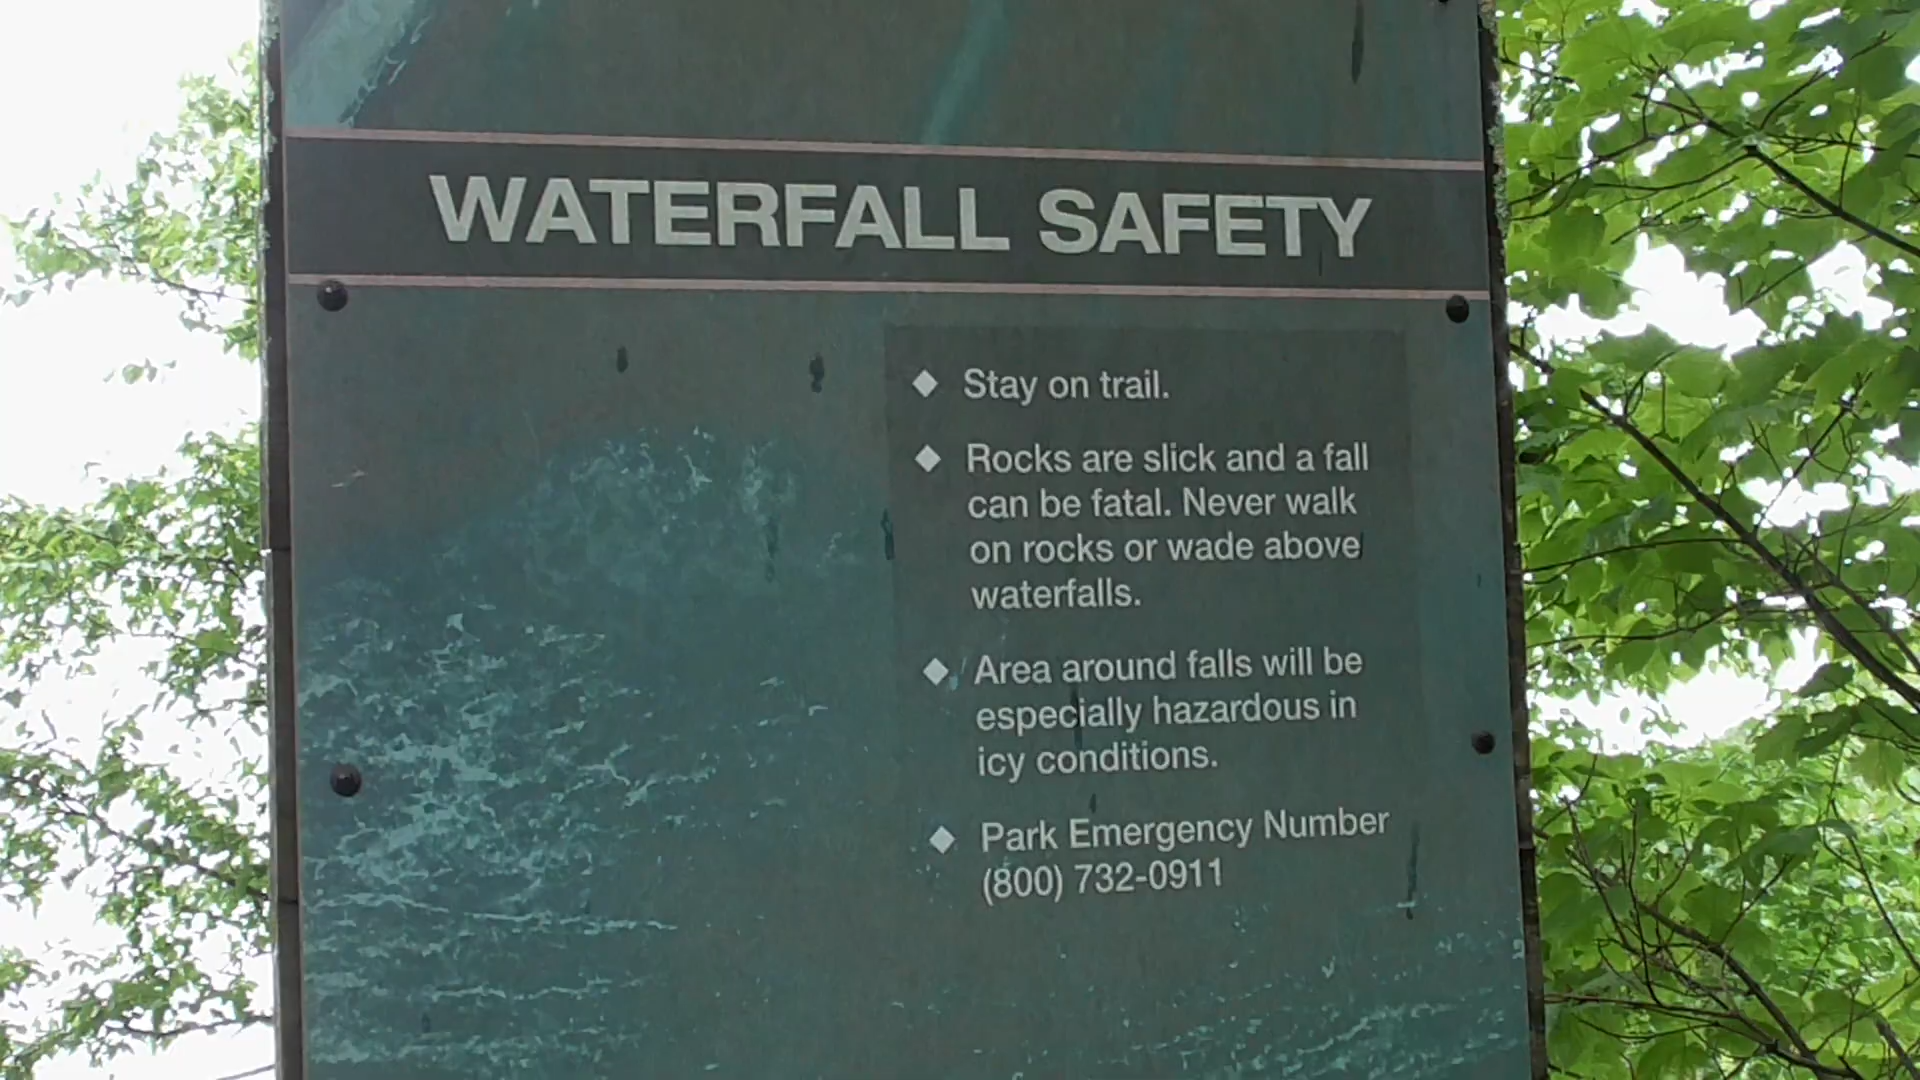 WATERFALL SAFETY
◆ Stay on trail.
◆ Rocks are slick and a fall
can be fatal. Never walk
on rocks or wade above
waterfalls.
◆ Area around falls will be
especially hazardous in
icy conditions.
◆ Park Emergency Number
(800) 732-0911